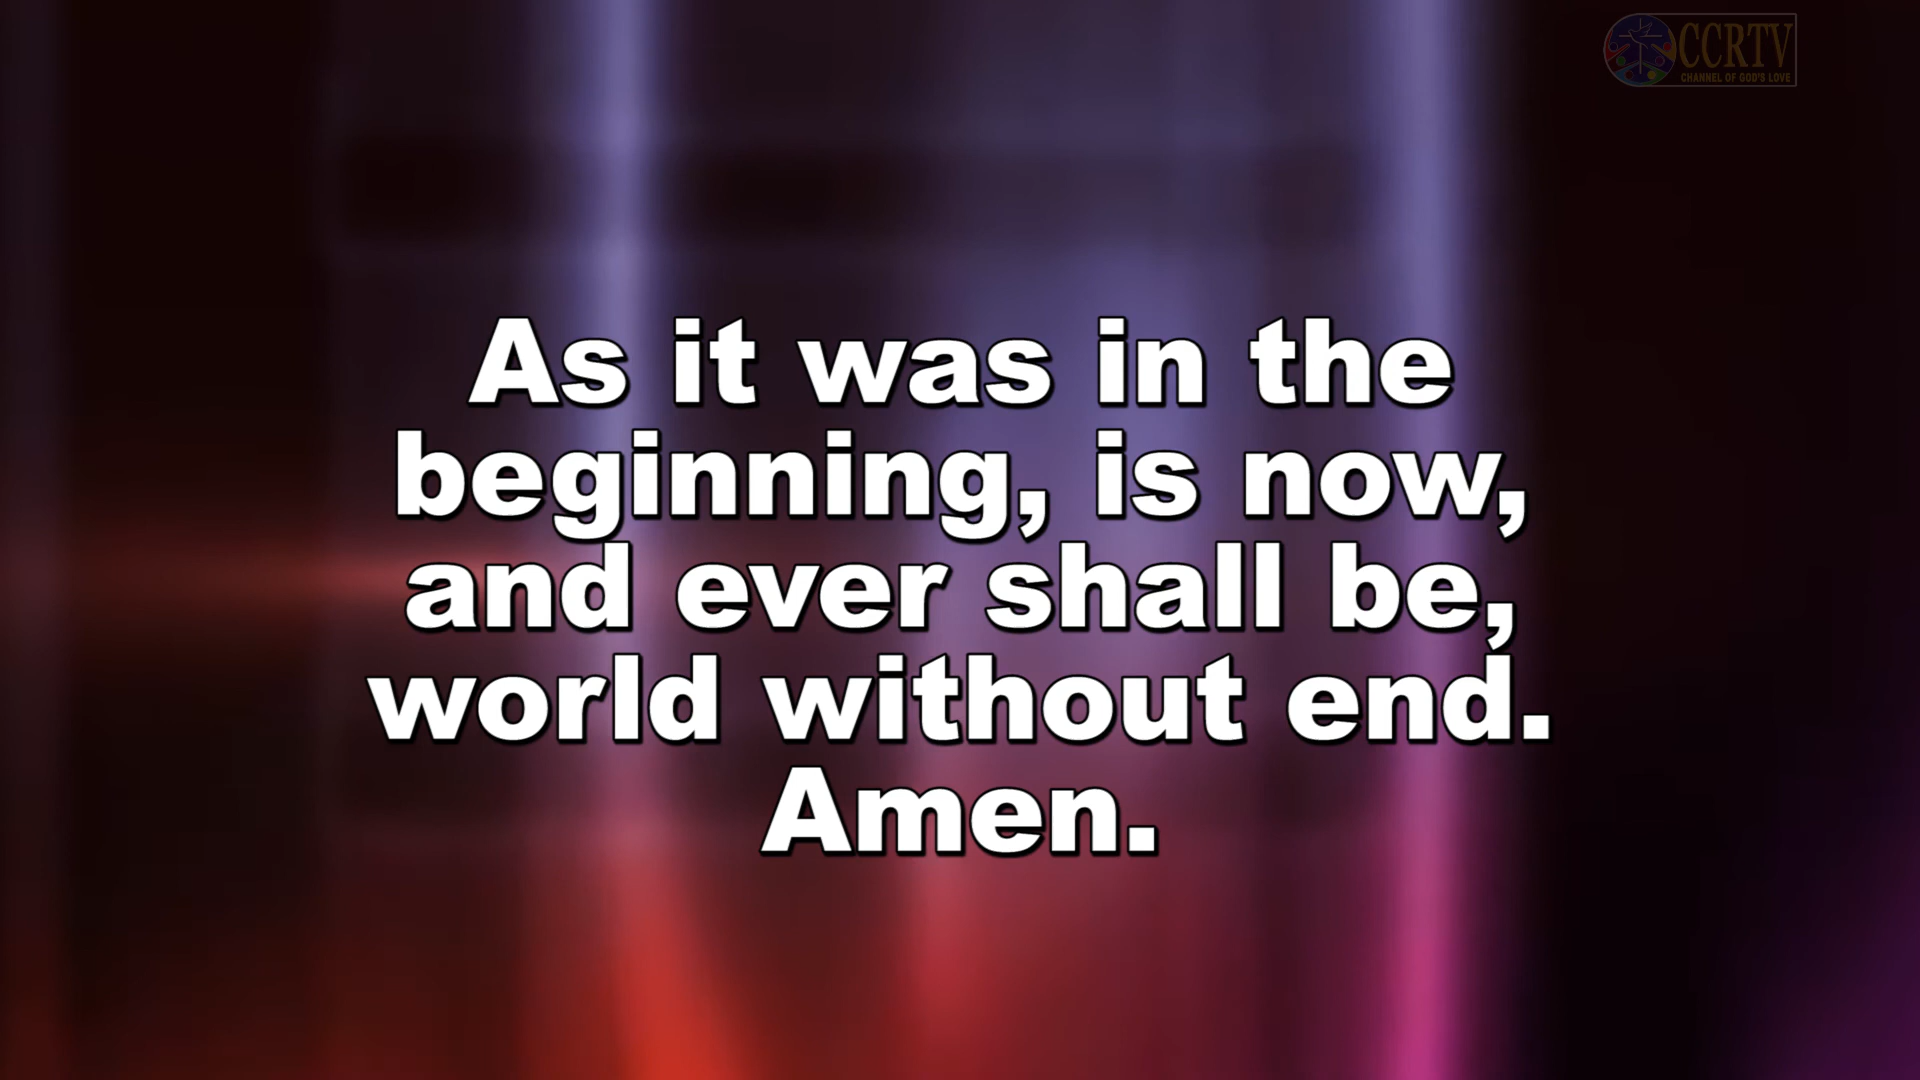 CCRTV
CHANNEL OF GOD'S LOVE
As it was in the
beginning, is now,
and ever shall be,
world without end.
Amen.